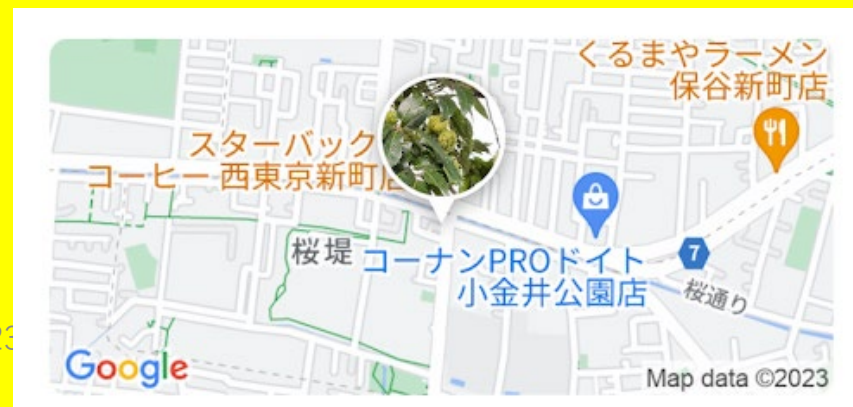 くるまやラーメン
保谷新町店
スターバック
コーヒー 西東京新町店
桜堤
コーナンPROドイト
小金井公園店
7
桜通り
23
Google
Map data ©2023